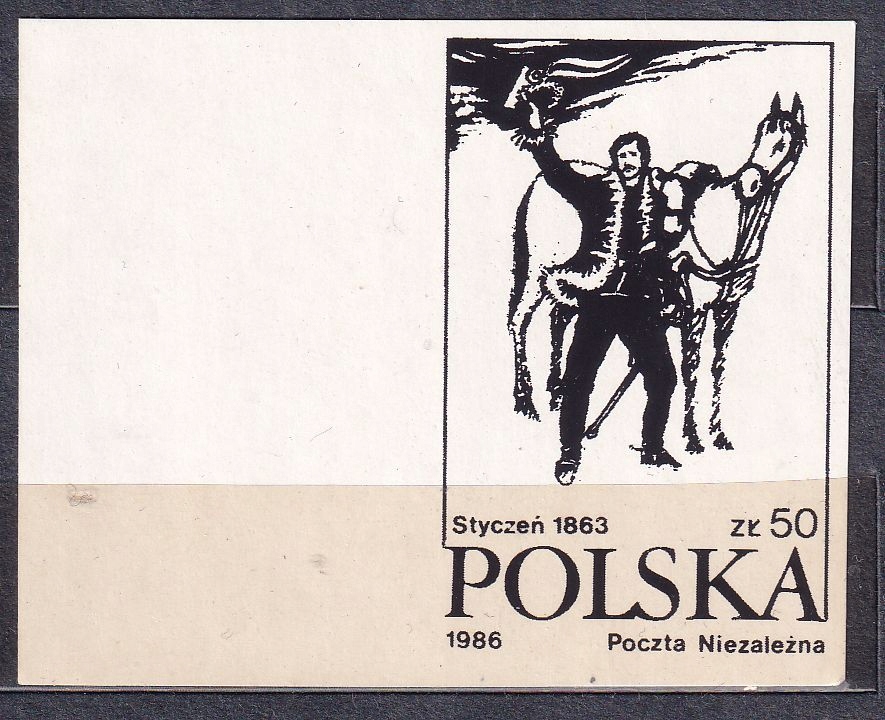 Styczeń 1863 ZŁ 50
POLSKA
1986 Poczta Niezależna